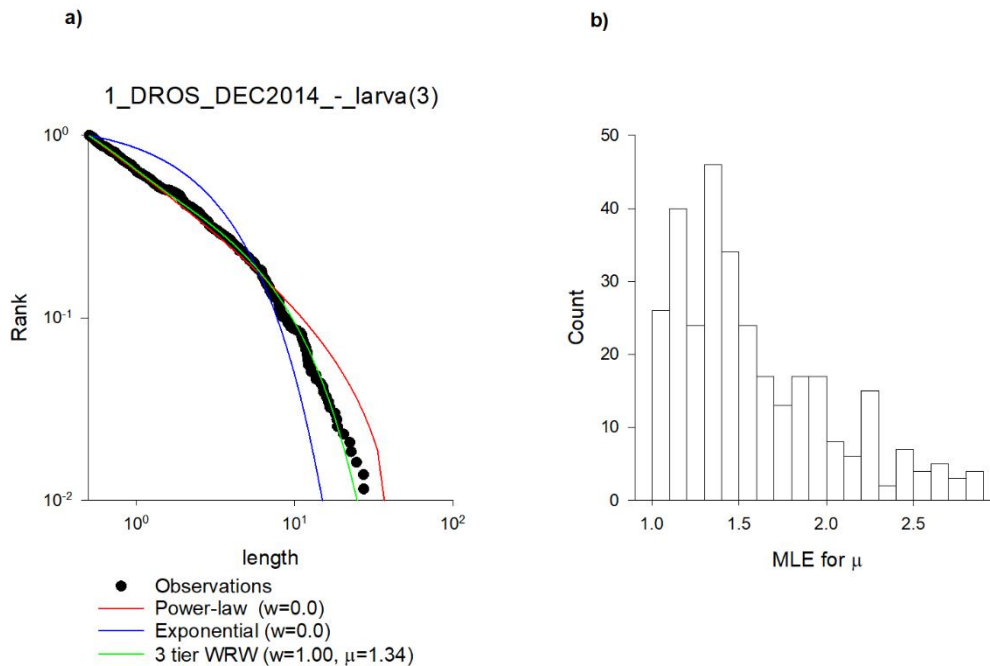 a)
1_DROS_DEC2014_-_larva(3)
10⁰
10⁻¹
10⁻²
Rank
10⁰ 10¹ 10²
length
Observations
Power-law (w=0.0)
Exponential (w=0.0)
3 tier WRW (w=1.00, μ=1.34)
b)
50
40
30
20
10
0
Count
1.0 1.5 2.0 2.5
MLE for μ